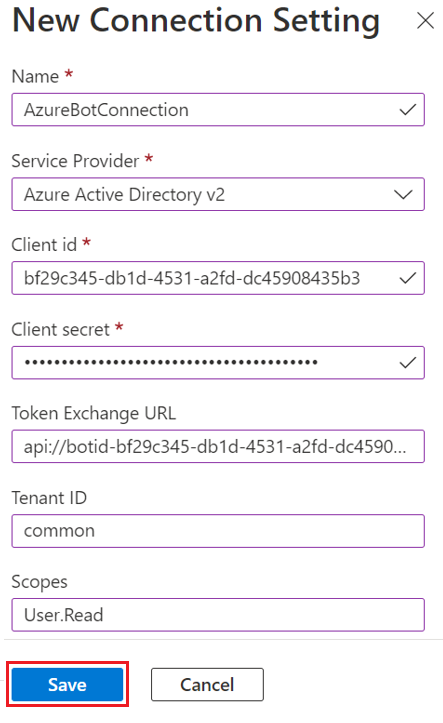 New Connection Setting
Name *
AzureBotConnection
Service Provider *
Azure Active Directory v2
Client id *
bf29c345-db1d-4531-a2fd-dc45908435b3
Client secret *
••••••••••••••••••••••••••••••••••••••••
Token Exchange URL
api://botid-bf29c345-db1d-4531-a2fd-dc4590...
Tenant ID
common
Scopes
User.Read
Save Cancel